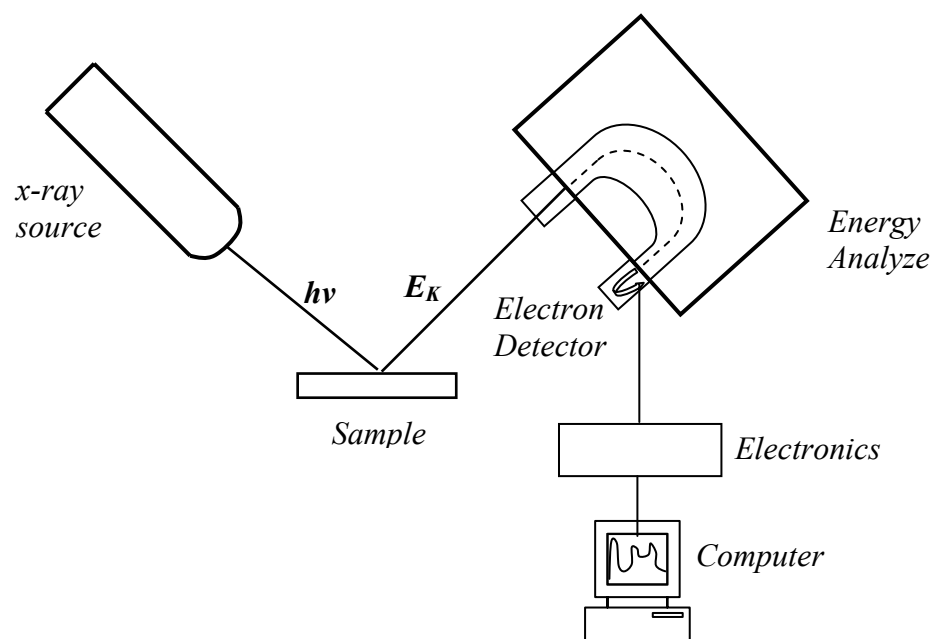 x-ray
source
hν
E_K
Energy
Analyze
Electron
Detector
Sample
Electronics
Computer